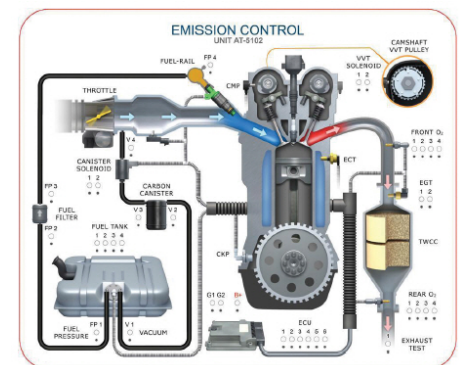 EMISSION CONTROL
UNIT AT-5102
CAMSHAFT
VVT PULLEY
FUEL-RAIL
FP 4
VVT
SOLENOID
1 2
CMP
THROTTLE
FRONT O₂
1 2 3 4
V 4
ECT
CANISTER
SOLENOID
1 2
EGT
1 2
CARBON
CANISTER
FP 3
V 3
V 2
FUEL
FILTER
FP 2
FUEL TANK
1 2 3 4
TWCC
CKP
G1 G2 B+
REAR O₂
1 2 3 4
ECU
1 2 3 4 5 6
FUEL
PRESSURE
FP 1
V 1
VACUUM
EXHAUST
TEST